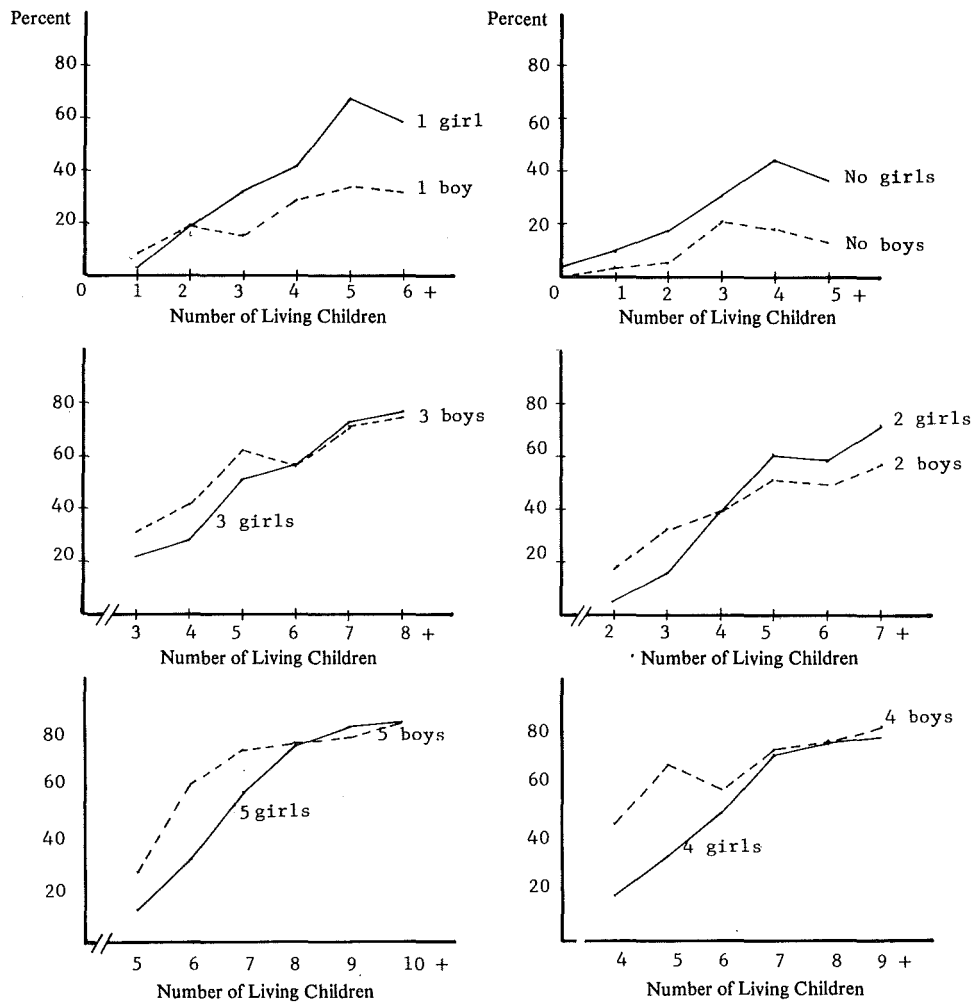 Percent
80
60
40
20
1 girl
1 boy
0 1 2 3 4 5 6 +
Number of Living Children
Percent
80
60
40
20
No girls
No boys
0 1 2 3 4 5 +
Number of Living Children
80
60
40
20
3 boys
3 girls
3 4 5 6 7 8 +
Number of Living Children
80
60
40
20
2 girls
2 boys
2 3 4 5 6 7 +
Number of Living Children
80
60
40
20
5 boys
5 girls
5 6 7 8 9 10 +
Number of Living Children
80
60
40
20
4 boys
4 girls
4 5 6 7 8 9 +
Number of Living Children